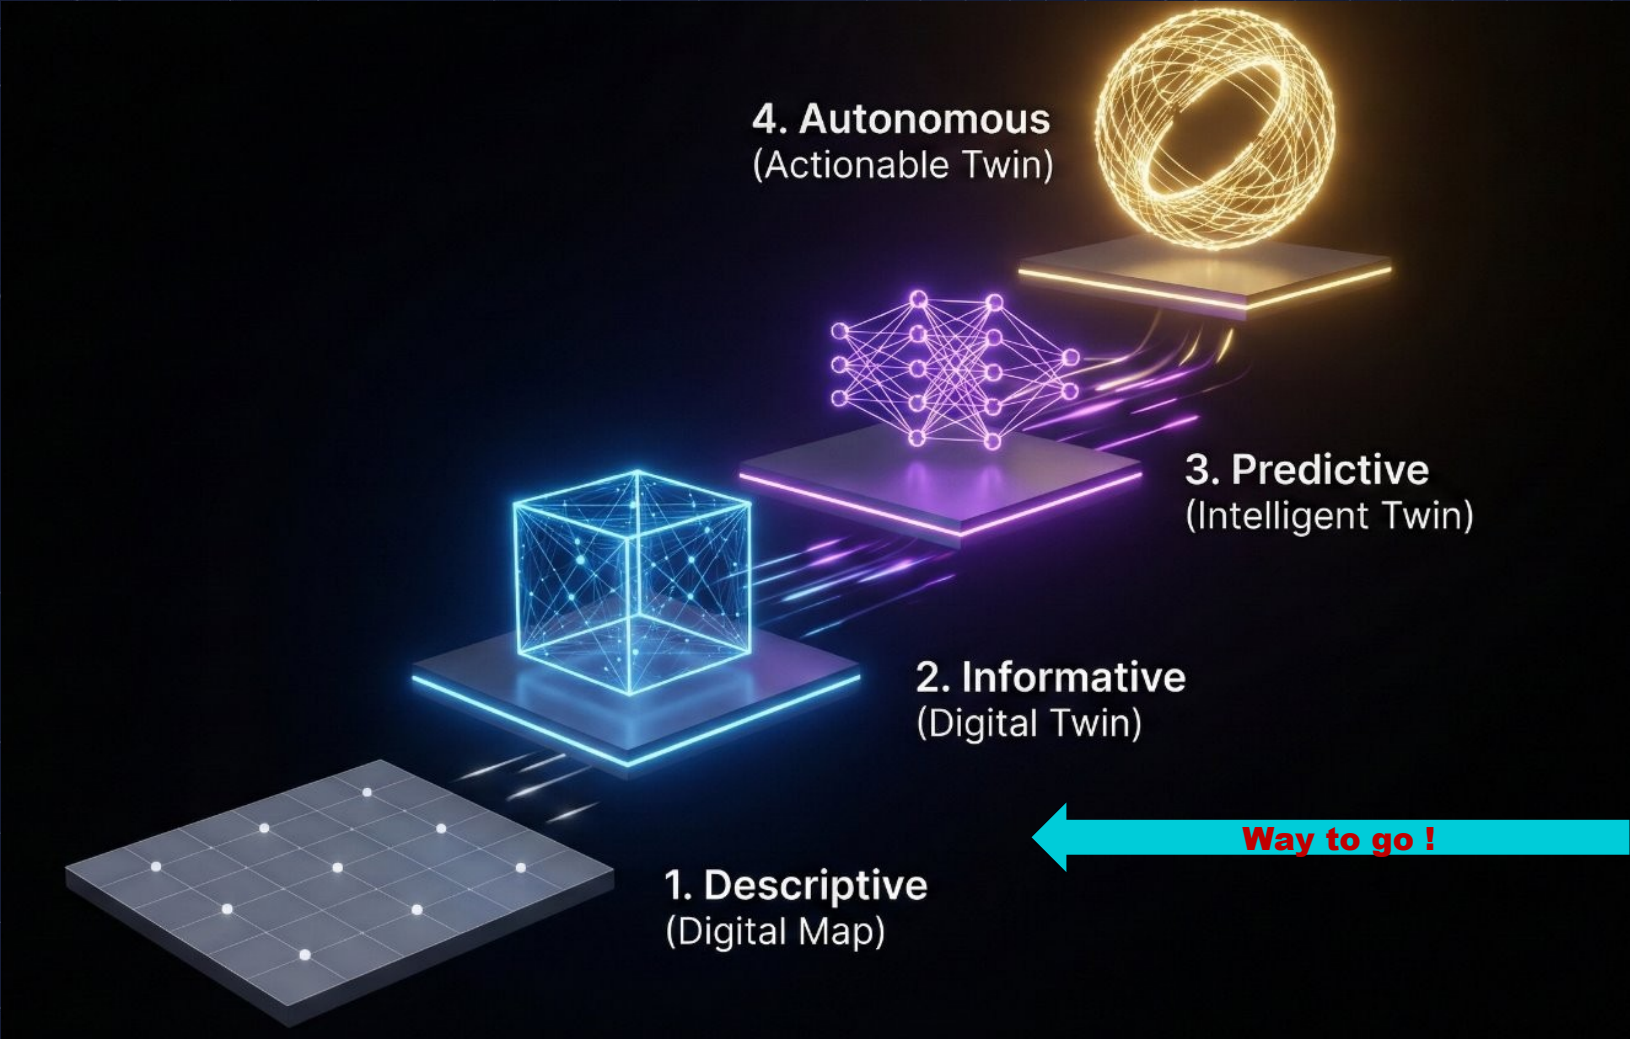 4. Autonomous
(Actionable Twin)
3. Predictive
(Intelligent Twin)
2. Informative
(Digital Twin)
Way to go !
1. Descriptive
(Digital Map)